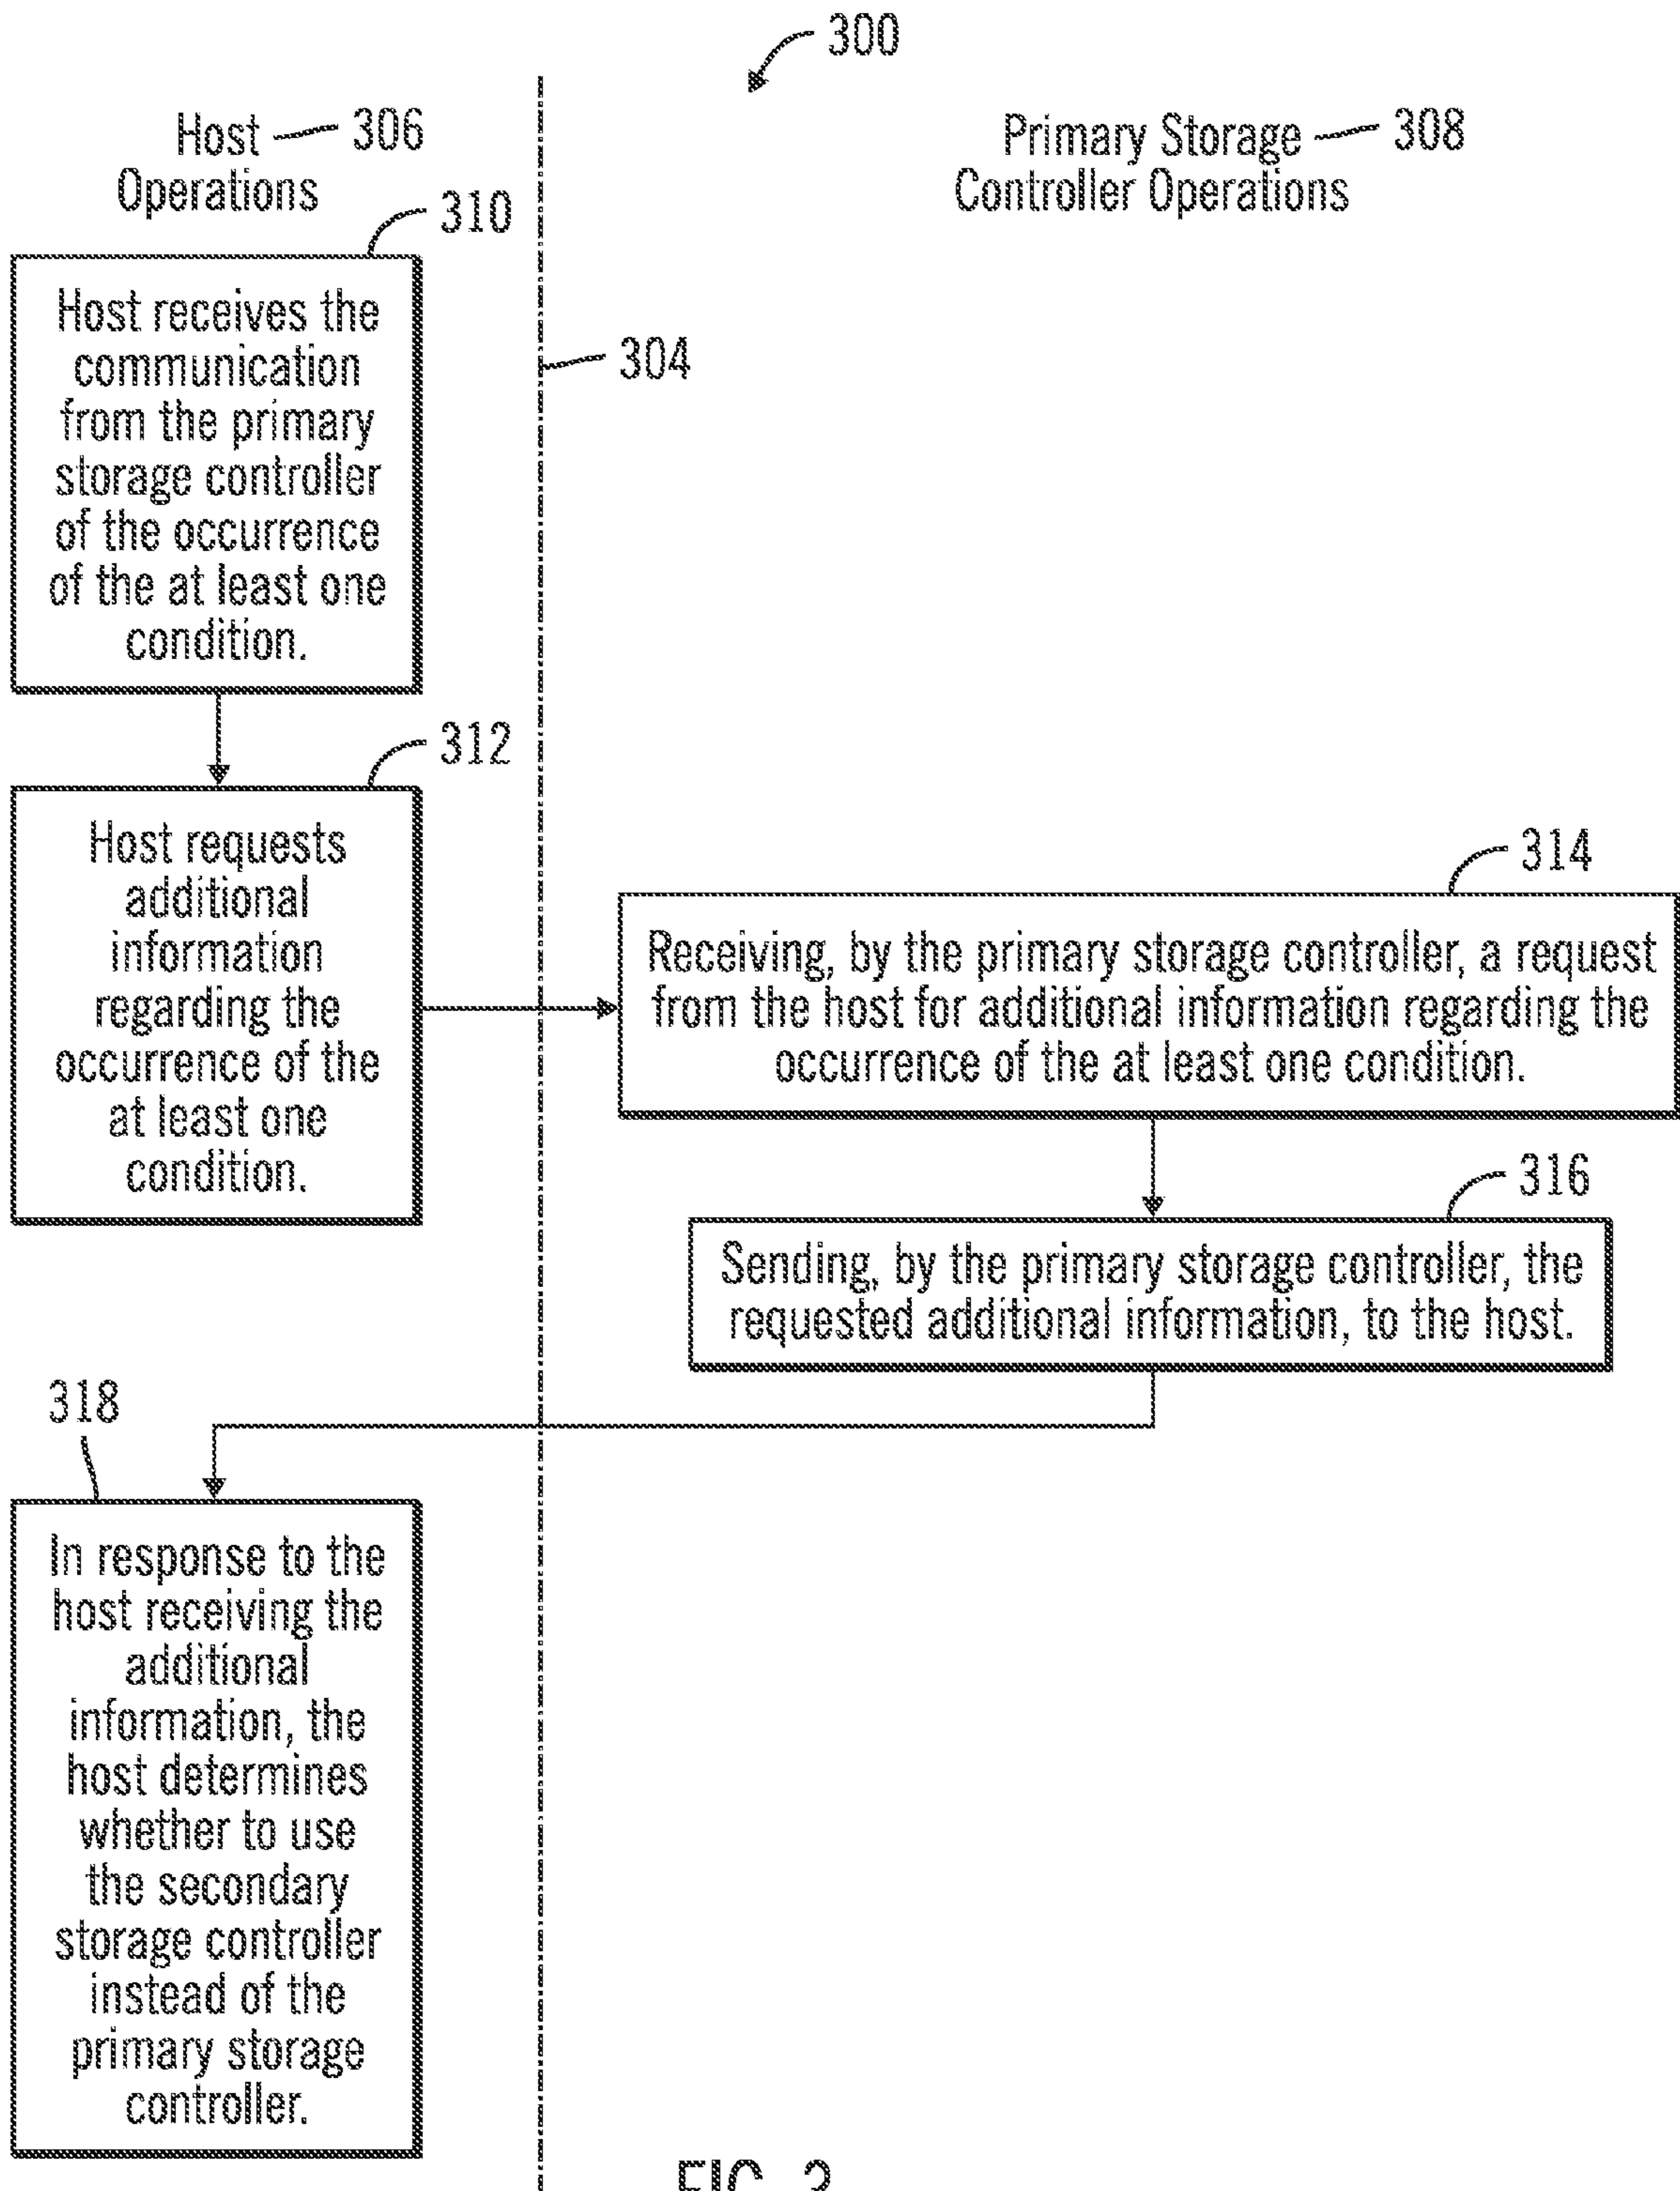 300
Host 306
Operations
Primary Storage 308
Controller Operations
310
Host receives the
communication
from the primary
storage controller
of the occurrence
of the at least one
condition.
304
312
Host requests
additional
information
regarding the
occurrence of the
at least one
condition.
314
Receiving, by the primary storage controller, a request
from the host for additional information regarding the
occurrence of the at least one condition.
316
Sending, by the primary storage controller, the
requested additional information, to the host.
318
In response to the
host receiving the
additional
information, the
host determines
whether to use
the secondary
storage controller
instead of the
primary storage
controller.
FIG.